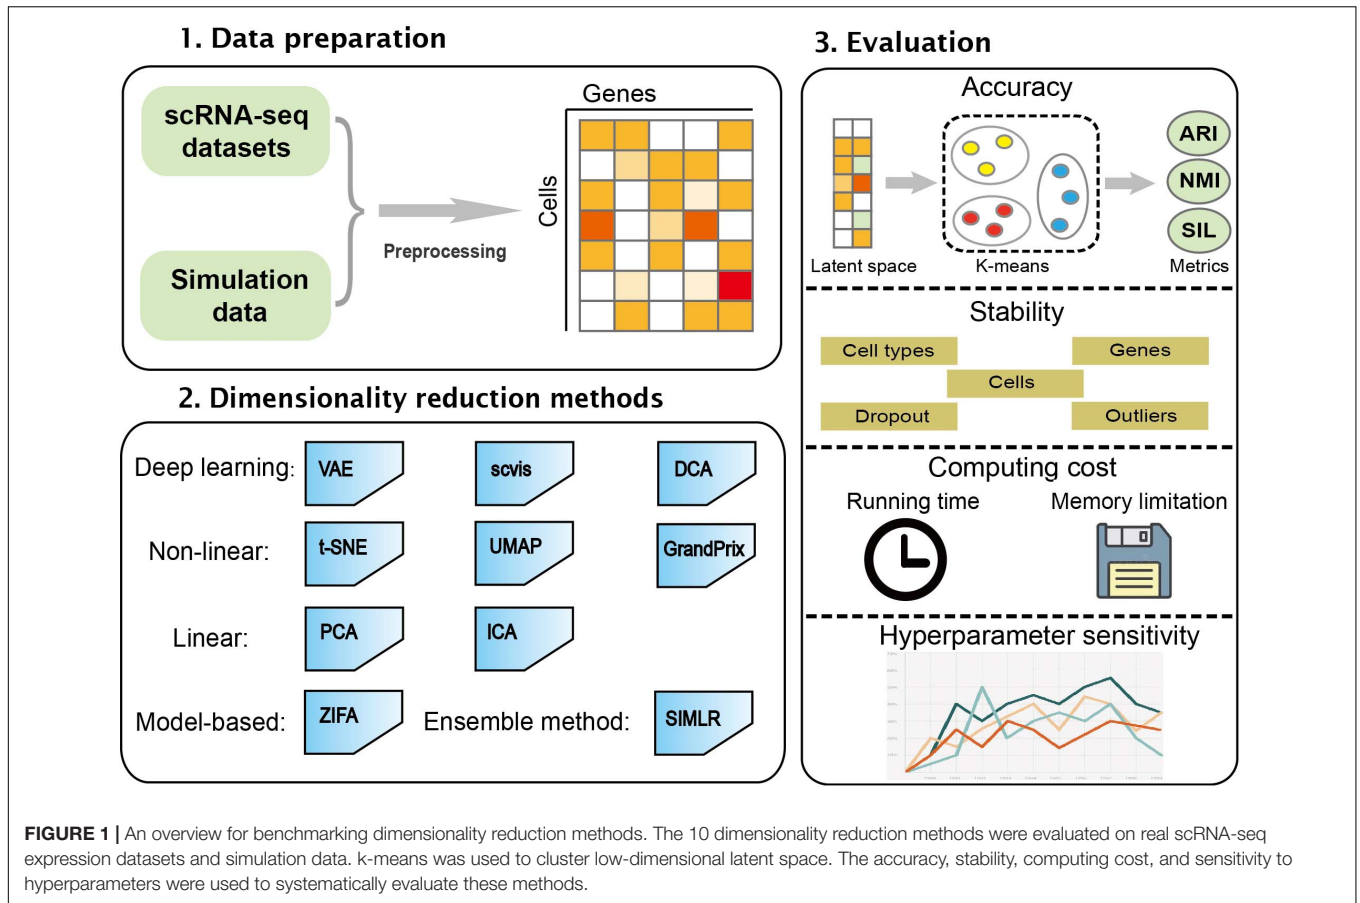 1. Data preparation
scRNA-seq
datasets
Simulation
data
Preprocessing
Genes
Cells
2. Dimensionality reduction methods
Deep learning:
VAE
scvis
DCA
Non-linear:
t-SNE
UMAP
GrandPrix
Linear:
PCA
ICA
Model-based:
ZIFA
Ensemble method:
SIMLR
3. Evaluation
Accuracy
ARI
NMI
SIL
Latent space
K-means
Metrics
Stability
Cell types
Genes
Cells
Dropout
Outliers
Computing cost
Running time
Memory limitation
Hyperparameter sensitivity
FIGURE 1 | An overview for benchmarking dimensionality reduction methods. The 10 dimensionality reduction methods were evaluated on real scRNA-seq
expression datasets and simulation data. k-means was used to cluster low-dimensional latent space. The accuracy, stability, computing cost, and sensitivity to
hyperparameters were used to systematically evaluate these methods.